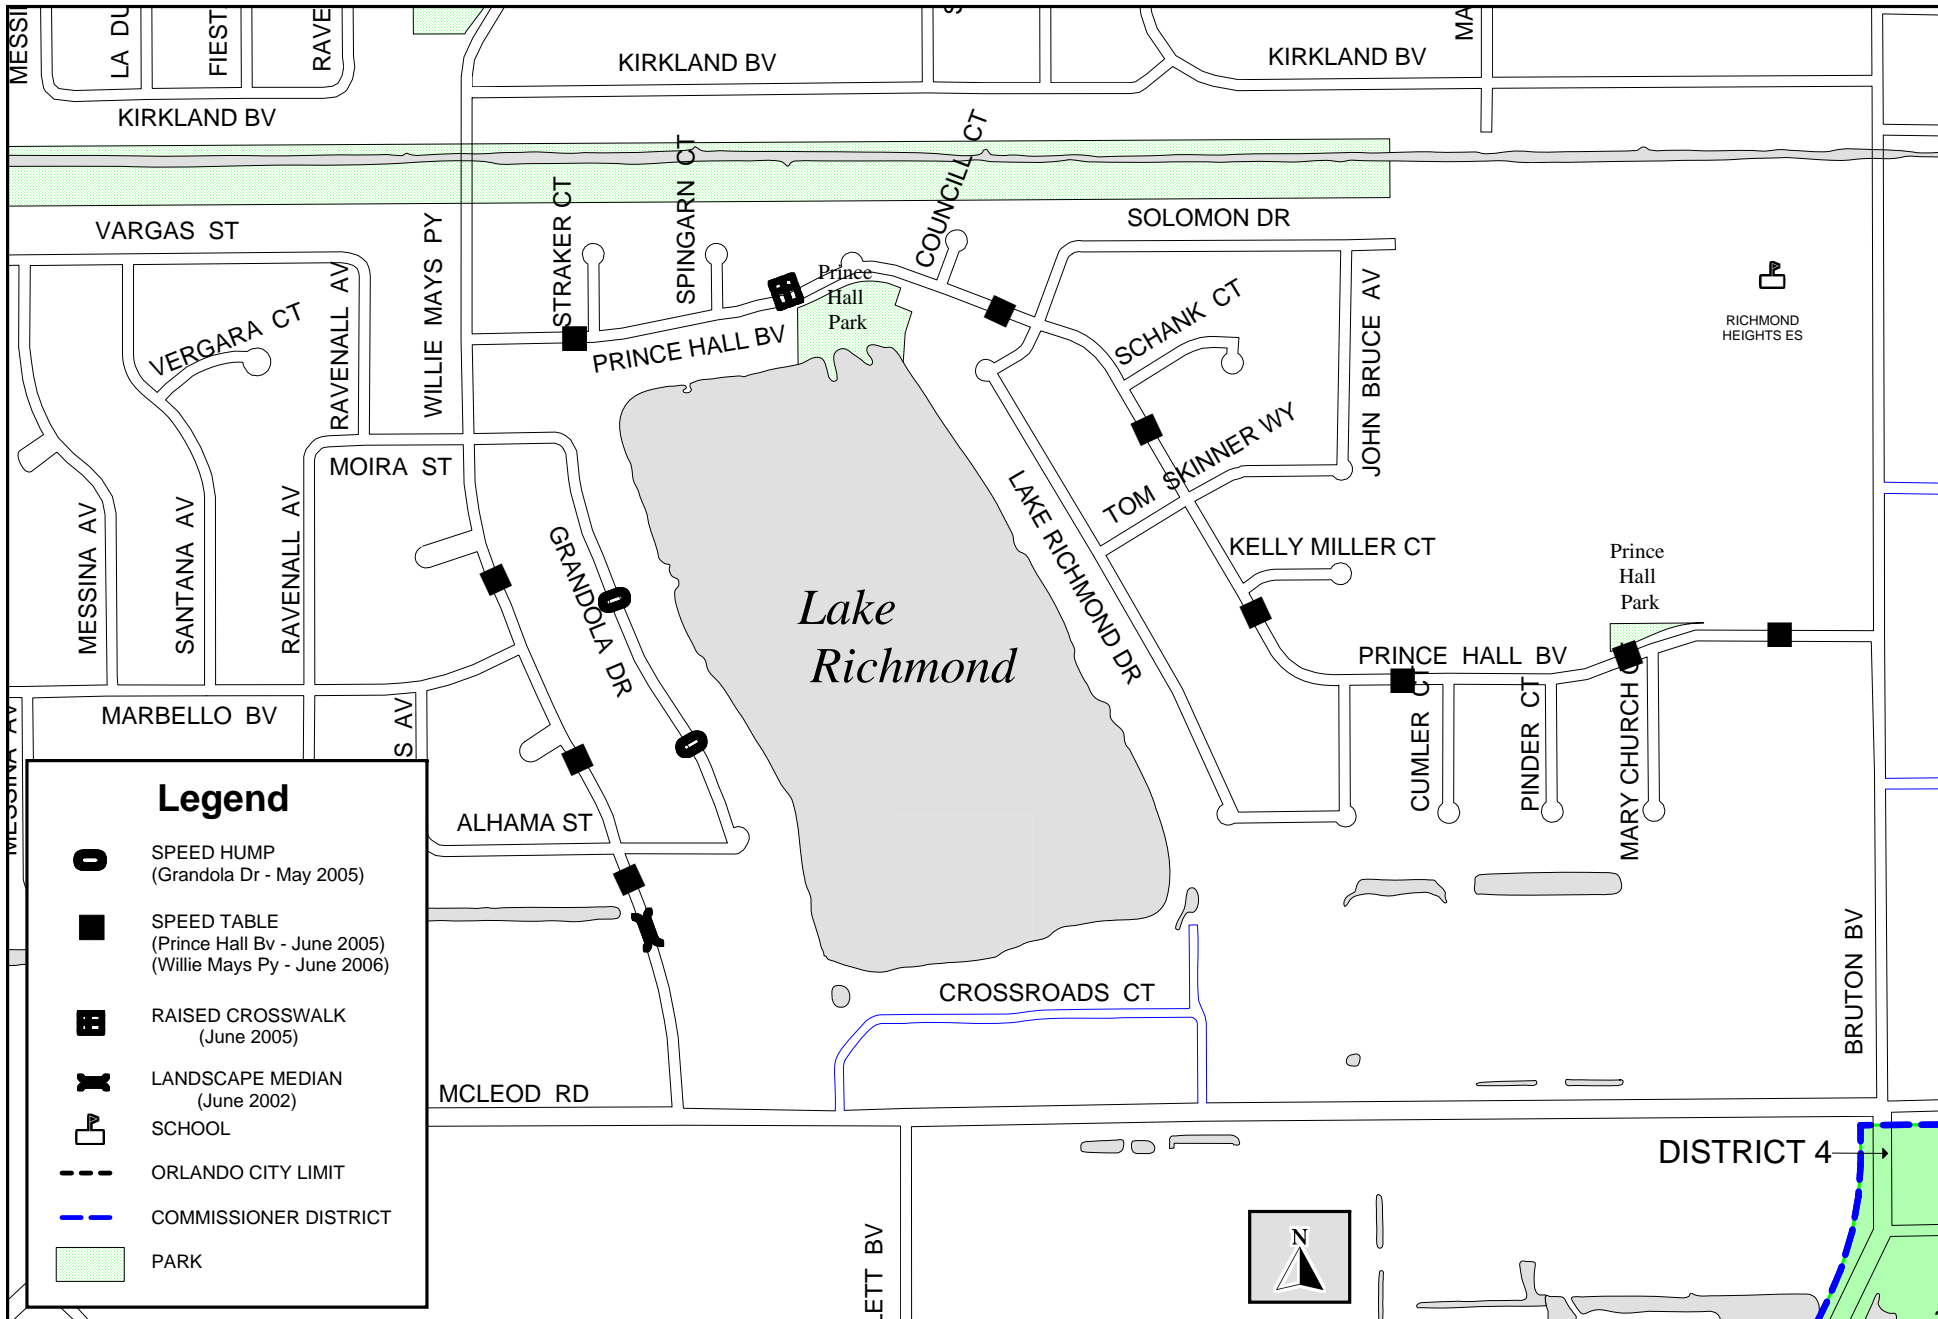 KIRKLAND BV
KIRKLAND BV
KIRKLAND BV
VARGAS ST
WILLIE MAYS PY
STRAKER CT
SPINGARN CT
COUNCILL CT
SOLOMON DR
Prince
Hall
Park
PRINCE HALL BV
VERGARA CT
RAVENALL AV
SCHANK CT
JOHN BRUCE AV
RICHMOND
HEIGHTS ES
MOIRA ST
TOM SKINNER WY
LAKE RICHMOND DR
KELLY MILLER CT
MESSINA AV
SANTANA AV
RAVENALL AV
GRANDOLA DR
Lake
Richmond
Prince
Hall
Park
PRINCE HALL BV
MARBELLO BV
S AV
MESSINA AV
CUMLER CT
PINDER CT
MARY CHURCH
ALHAMA ST
BRUTON BV
CROSSROADS CT
MCLEOD RD
DISTRICT 4
LETT BV
N
Legend
SPEED HUMP
(Grandola Dr - May 2005)
SPEED TABLE
(Prince Hall Bv - June 2005)
(Willie Mays Py - June 2006)
RAISED CROSSWALK
(June 2005)
LANDSCAPE MEDIAN
(June 2002)
SCHOOL
ORLANDO CITY LIMIT
COMMISSIONER DISTRICT
PARK